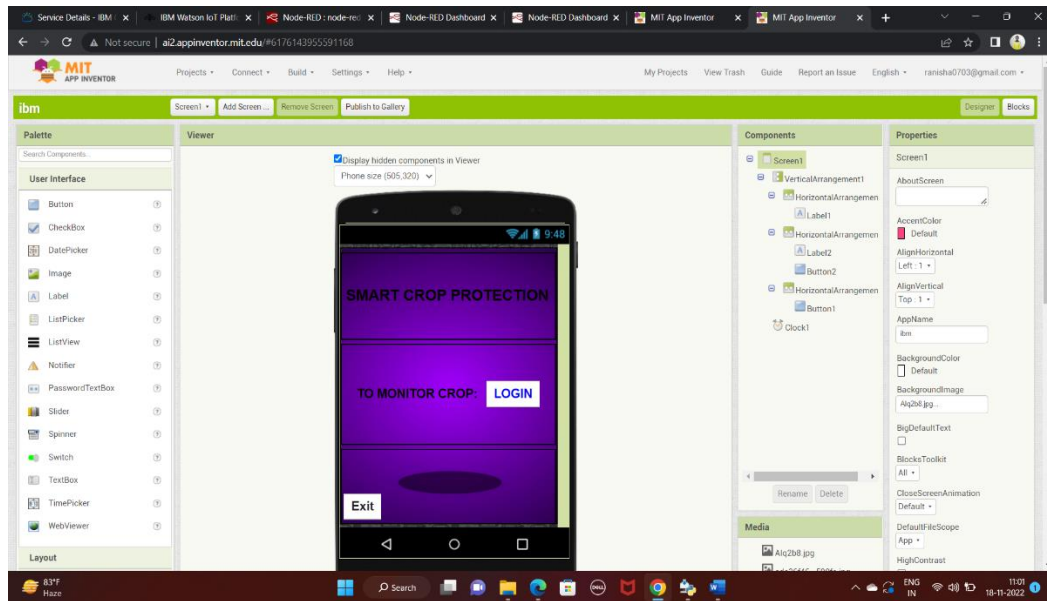 Service Details - IBM
IBM Watson IoT Platf
Node-RED : node-red
Node-RED Dashboard
Node-RED Dashboard
MIT App Inventor
MIT App Inventor
Not secure | ai2.appinventor.mit.edu/#6176143955591168
MIT
APP INVENTOR
Projects
Connect
Build
Settings
Help
My Projects
View Trash
Guide
Report an Issue
English
ranisha0703@gmail.com
ibm
Screen1
Add Screen ...
Remove Screen
Publish to Gallery
Designer
Blocks
Palette
Search Components...
User Interface
Button
CheckBox
DatePicker
Image
Label
ListPicker
ListView
Notifier
PasswordTextBox
Slider
Spinner
Switch
TextBox
TimePicker
WebViewer
Layout
Viewer
Display hidden components in Viewer
Phone size (505,320)
9:48
SMART CROP PROTECTION
TO MONITOR CROP: LOGIN
Exit
Components
Screen1
VerticalArrangement1
HorizontalArrangemen
Label1
HorizontalArrangemen
Label2
Button2
HorizontalArrangemen
Button1
Clock1
Rename
Delete
Media
Alq2b8.jpg
Properties
Screen1
AboutScreen
AccentColor
Default
AlignHorizontal
Left : 1
AlignVertical
Top : 1
AppName
ibm
BackgroundColor
Default
BackgroundImage
Alq2b8.jpg...
BigDefaultText
BlocksToolkit
All
CloseScreenAnimation
Default
DefaultFileScope
App
HighContrast
83°F
Haze
Search
ENG
IN
11:01
18-11-2022